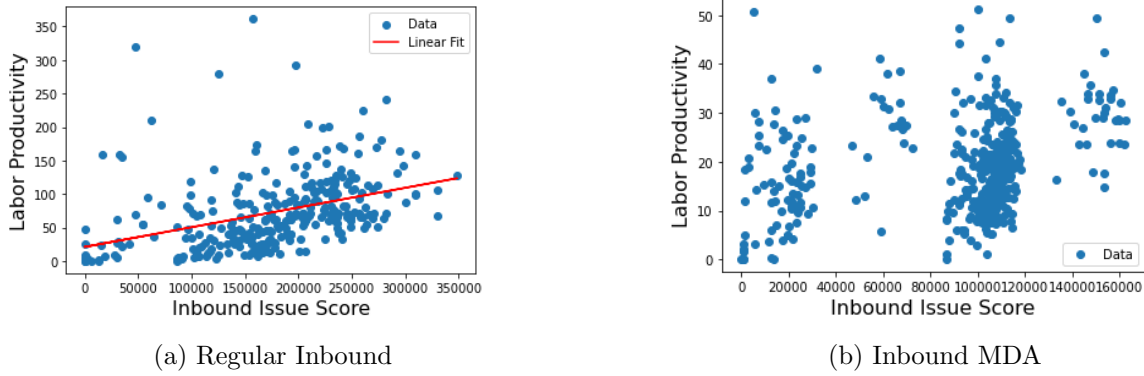 350
300
250
200
150
100
50
0
Labor Productivity
Data
Linear Fit
0 50000 100000 150000 200000 250000 300000 350000
Inbound Issue Score
(a) Regular Inbound
50
40
30
20
10
0
Labor Productivity
Data
0 20000 40000 60000 80000 100000 120000 140000 160000
Inbound Issue Score
(b) Inbound MDA